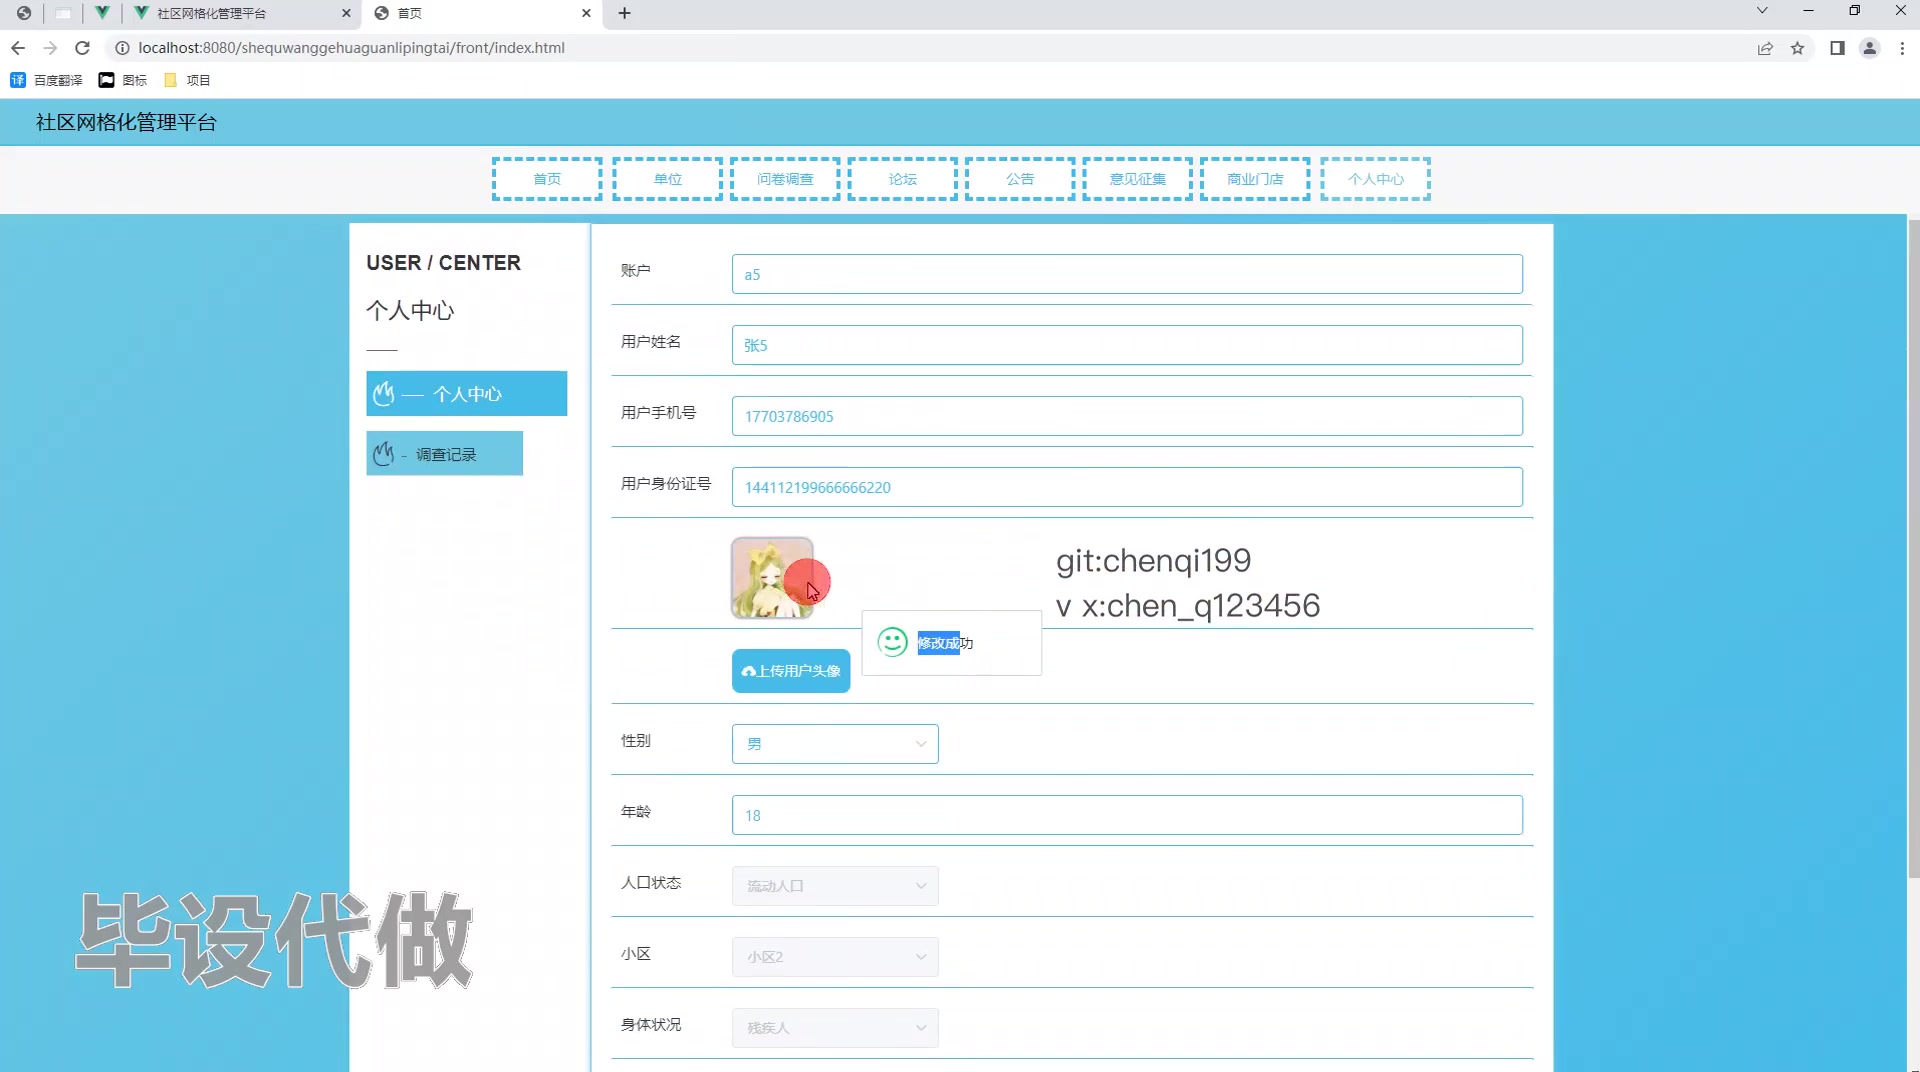 社区网格化管理平台
首页
localhost:8080/shequwanggehuaguanlipingtai/front/index.html
译 百度翻译
图标
项目
社区网格化管理平台
首页
单位
问卷调查
论坛
公告
意见征集
商业门店
个人中心
USER / CENTER
个人中心
个人中心
- 调查记录
账户
a5
用户姓名
张5
用户手机号
17703786905
用户身份证号
144112199666666220
git:chenqi199
v x:chen_q123456
修改成功
上传用户头像
性别
男
年龄
18
人口状态
流动人口
小区
小区2
身体状况
残疾人
毕设代做